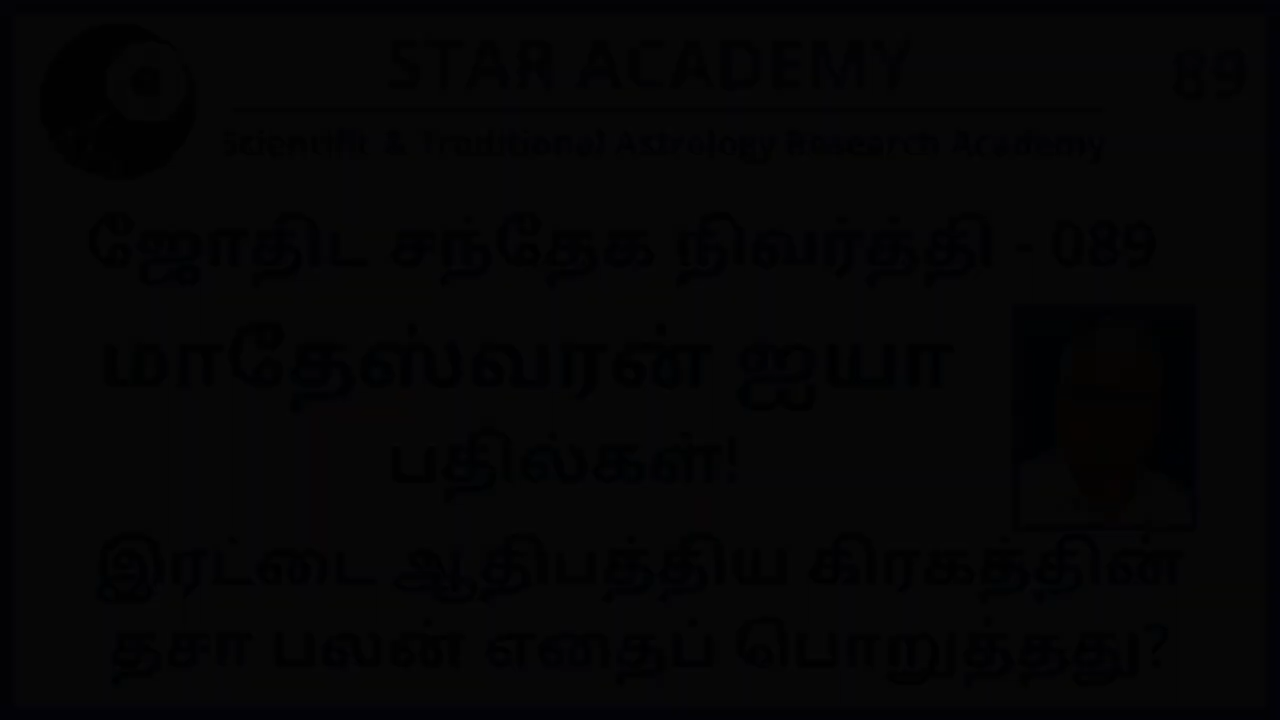 STAR ACADEMY
89
Scientific & Traditional Astrology Research Academy
ஜோதிட சந்தேக நிவர்த்தி - 089
மாதேஸ்வரன் ஐயா
பதில்கள்!
இரட்டை ஆதிபத்திய கிரகத்தின்
தசா பலன் எதைப் பொறுத்தது?